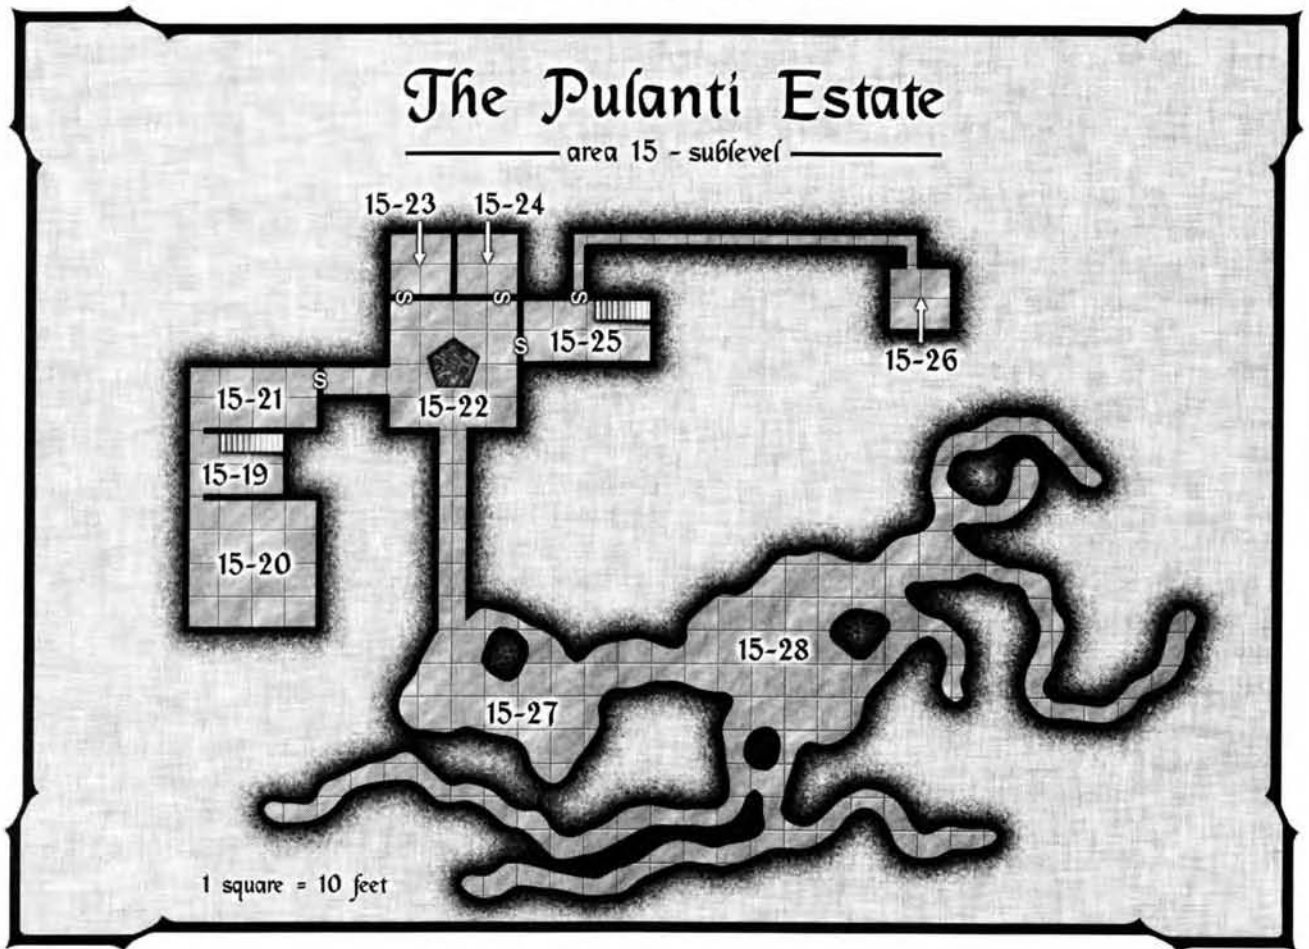 The Pulanti Estate
area 15 - sublevel
15-23 15-24
15-25
15-26
15-21
15-22
15-19
15-20
15-28
15-27
1 square = 10 feet
S
S
S
S
S